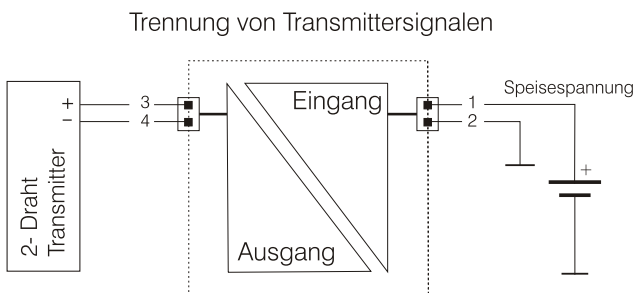 Trennung von Transmittersignalen
Speisespannung
+ 3 Eingang 1
- 4 2
+
2- Draht
Transmitter
Ausgang